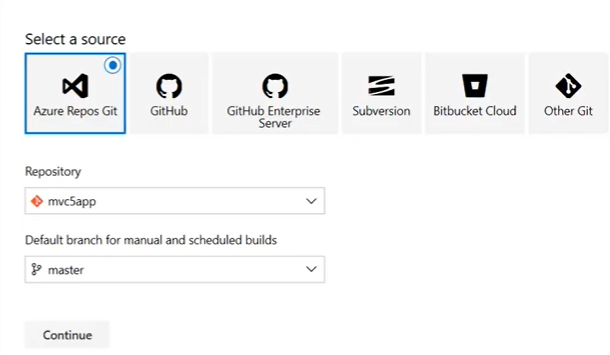 Select a source
Azure Repos Git
GitHub
GitHub Enterprise
Server
Subversion
Bitbucket Cloud
Other Git
Repository
mvc5app
Default branch for manual and scheduled builds
master
Continue